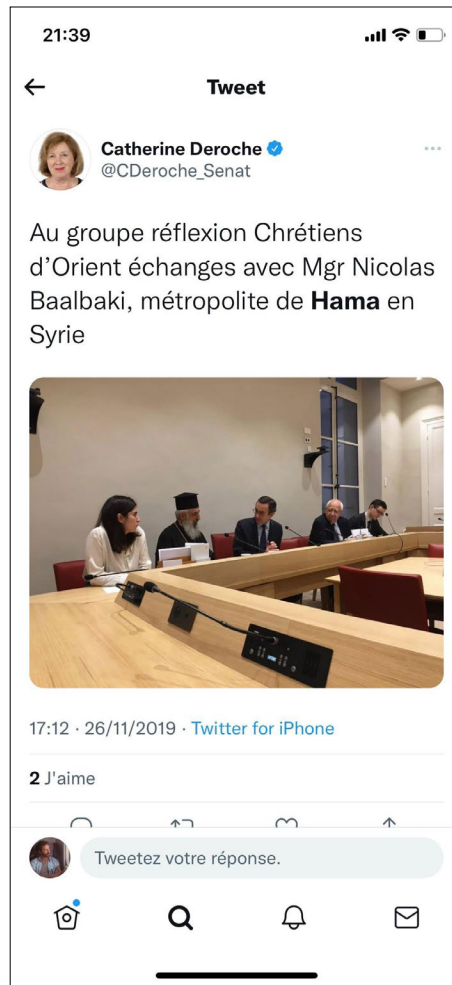 21:39
Tweet
Catherine Deroche
@CDeroche_Senat
Au groupe réflexion Chrétiens
d’Orient échanges avec Mgr Nicolas
Baalbaki, métropolite de Hama en
Syrie
17:12 · 26/11/2019 · Twitter for iPhone
2 J'aime
Tweetez votre réponse.